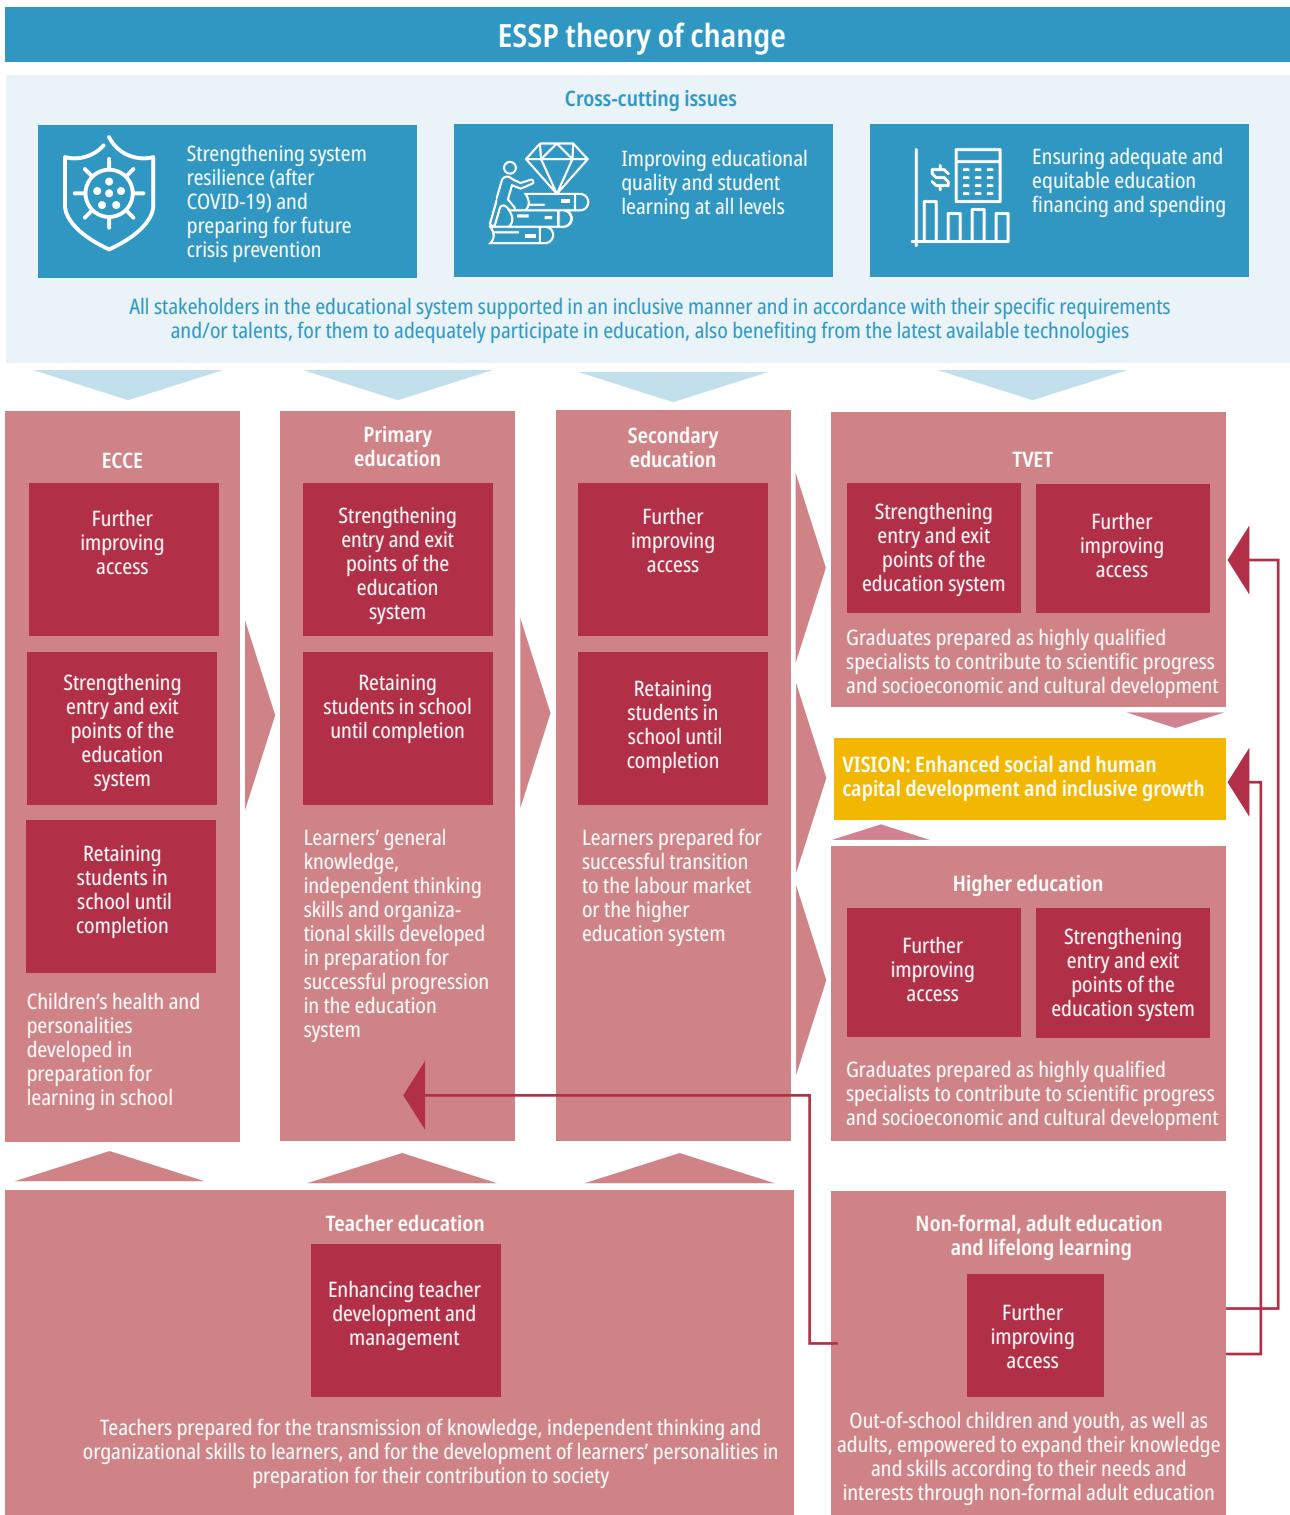 ESSP theory of change
Cross-cutting issues
Strengthening system
resilience (after
COVID-19) and
preparing for future
crisis prevention
Improving educational
quality and student
learning at all levels
$
Ensuring adequate and
equitable education
financing and spending
All stakeholders in the educational system supported in an inclusive manner and in accordance with their specific requirements
and/or talents, for them to adequately participate in education, also benefiting from the latest available technologies
ECCE
Further
improving
access
Strengthening
entry and exit
points of the
education
system
Retaining
students in
school until
completion
Children’s health and
personalities
developed in
preparation for
learning in school
Primary
education
Strengthening
entry and exit
points of the
education
system
Retaining
students in school
until completion
Learners’ general
knowledge,
independent thinking
skills and organiza-
tional skills developed
in preparation for
successful progression
in the education
system
Secondary
education
Further
improving
access
Retaining
students in
school until
completion
Learners prepared for
successful transition
to the labour market
or the higher
education system
TVET
Strengthening
entry and exit
points of the
education system
Further
improving
access
Graduates prepared as highly qualified
specialists to contribute to scientific progress
and socioeconomic and cultural development
VISION: Enhanced social and human
capital development and inclusive growth
Higher education
Further
improving
access
Strengthening
entry and exit
points of the
education system
Graduates prepared as highly qualified
specialists to contribute to scientific progress
and socioeconomic and cultural development
Teacher education
Enhancing teacher
development and
management
Teachers prepared for the transmission of knowledge, independent thinking and
organizational skills to learners, and for the development of learners’ personalities in
preparation for their contribution to society
Non-formal, adult education
and lifelong learning
Further
improving
access
Out-of-school children and youth, as well as
adults, empowered to expand their knowledge
and skills according to their needs and
interests through non-formal adult education